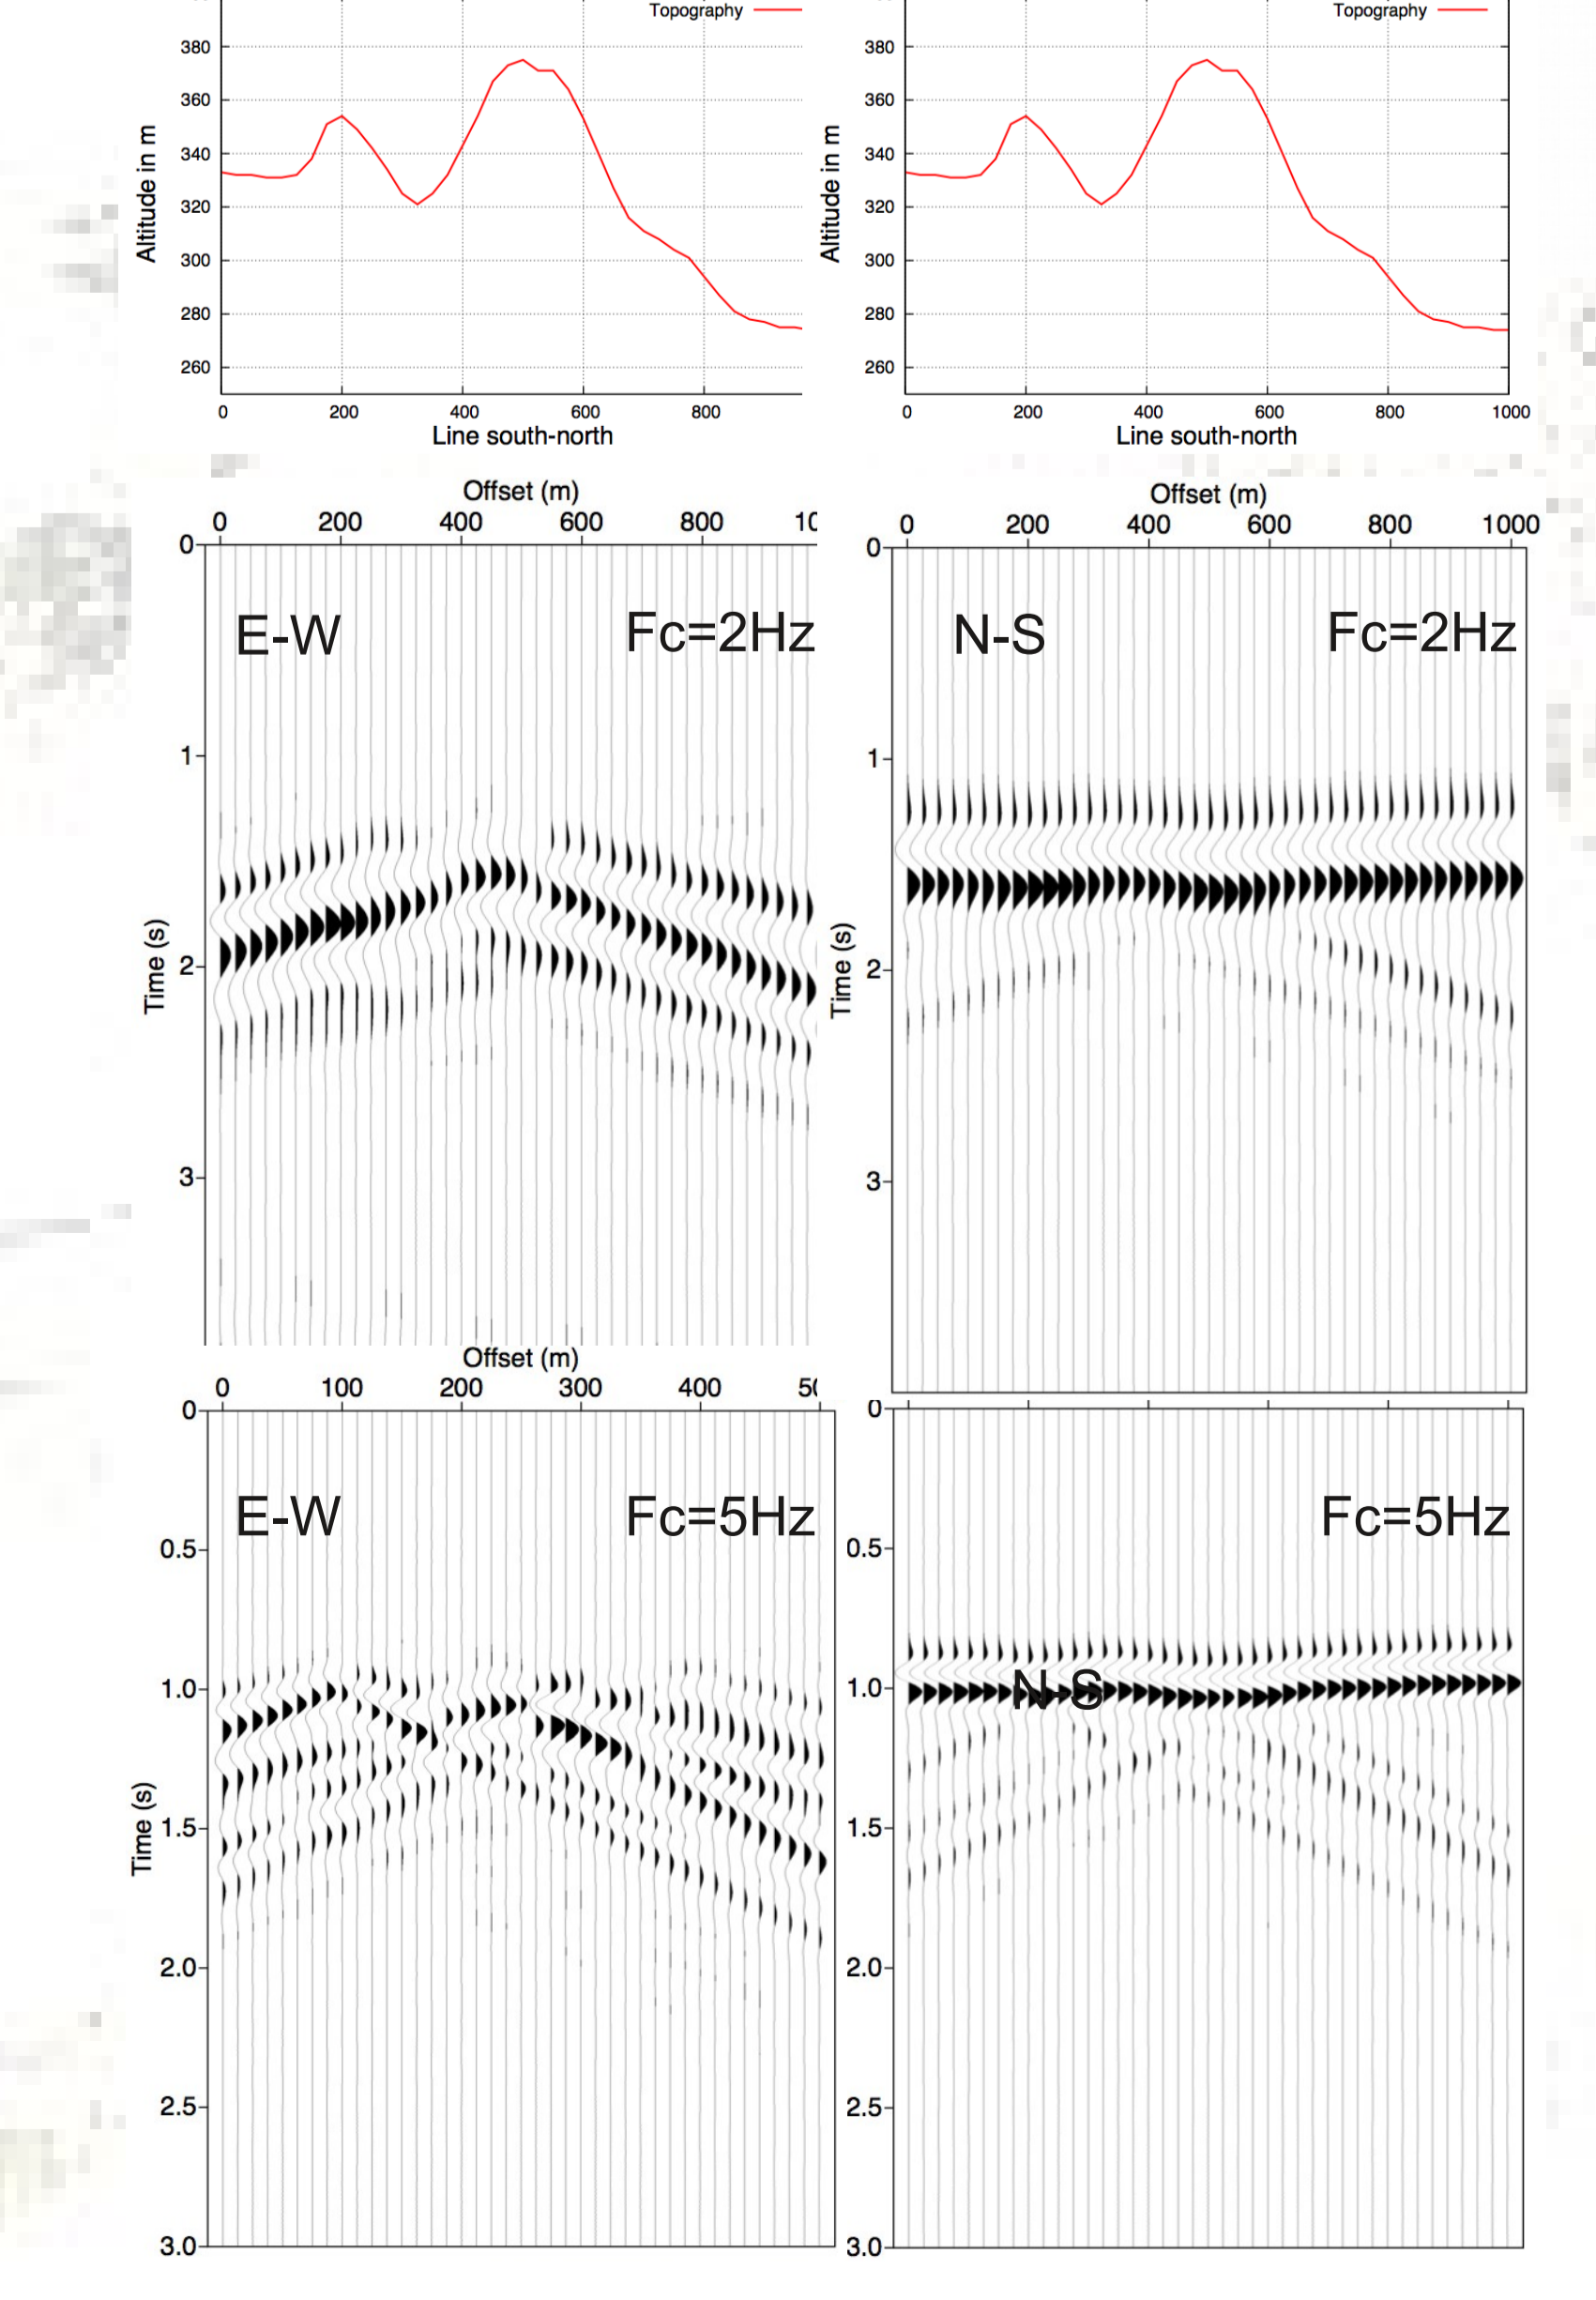 Topography
380
360
340
320
300
280
260
Altitude in m
0 200 400 600 800
Line south-north
Topography
380
360
340
320
300
280
260
Altitude in m
0 200 400 600 800 1000
Line south-north
Offset (m)
0 200 400 600 800 10
0
1
2
3
Time (s)
E-W Fc=2Hz
Offset (m)
0 200 400 600 800 1000
0
1
2
3
Time (s)
N-S Fc=2Hz
Offset (m)
0 100 200 300 400 50
0
0.5
1.0
1.5
2.0
2.5
3.0
Time (s)
E-W Fc=5Hz
0
0.5
1.0
1.5
2.0
2.5
3.0
Fc=5Hz
N-S